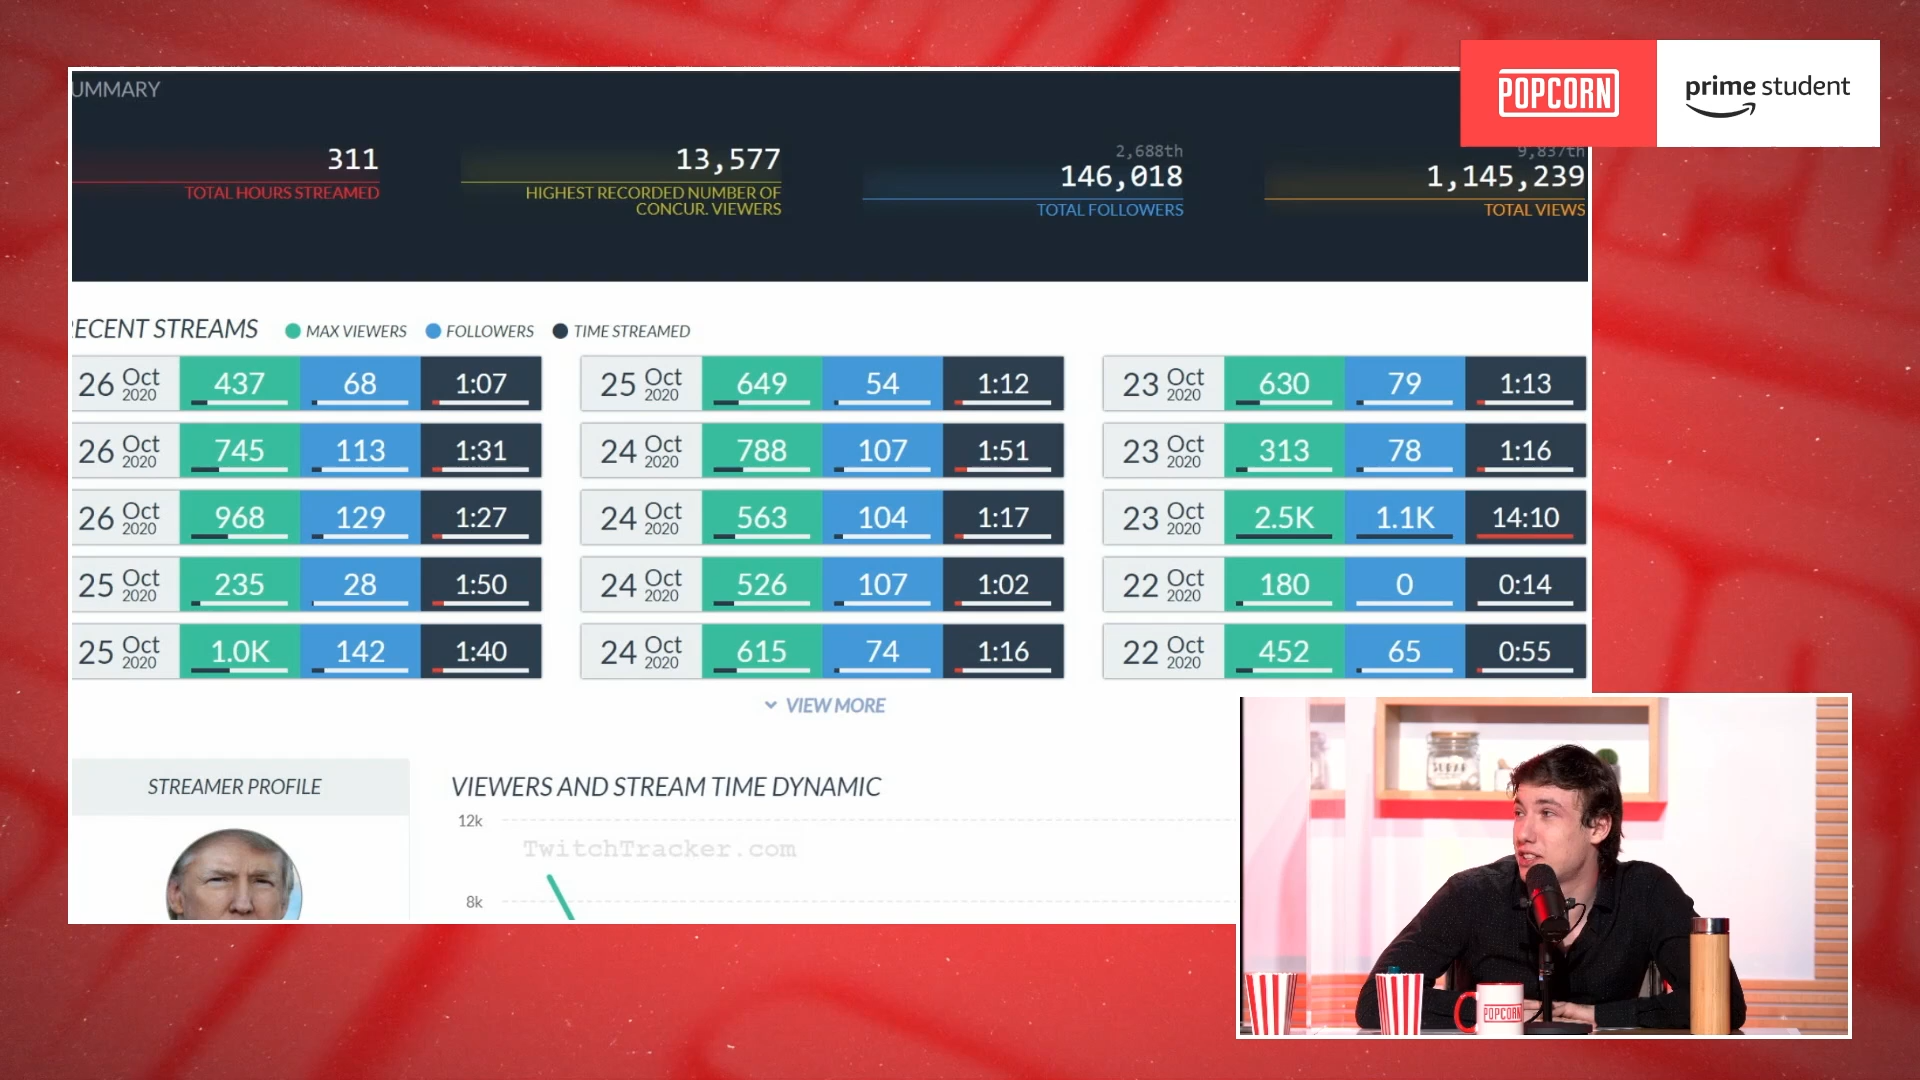 UMMARY
POPCORN
prime student
311
TOTAL HOURS STREAMED
13,577
HIGHEST RECORDED NUMBER OF
CONCUR. VIEWERS
2,688th
146,018
TOTAL FOLLOWERS
9,837th
1,145,239
TOTAL VIEWS
ECENT STREAMS MAX VIEWERS FOLLOWERS TIME STREAMED
26 Oct 2020 437 68 1:07
25 Oct 2020 649 54 1:12
23 Oct 2020 630 79 1:13
26 Oct 2020 745 113 1:31
24 Oct 2020 788 107 1:51
23 Oct 2020 313 78 1:16
26 Oct 2020 968 129 1:27
24 Oct 2020 563 104 1:17
23 Oct 2020 2.5K 1.1K 14:10
25 Oct 2020 235 28 1:50
24 Oct 2020 526 107 1:02
22 Oct 2020 180 0 0:14
25 Oct 2020 1.0K 142 1:40
24 Oct 2020 615 74 1:16
22 Oct 2020 452 65 0:55
VIEW MORE
STREAMER PROFILE
VIEWERS AND STREAM TIME DYNAMIC
12k
TwitchTracker.com
8k
SUGAR
POPCORN